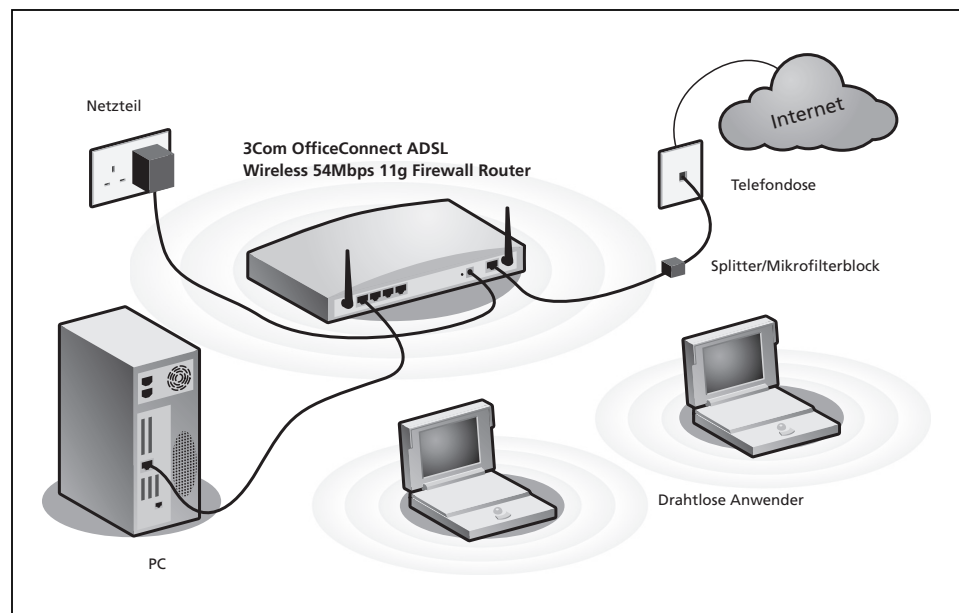 Netzteil
3Com OfficeConnect ADSL
Wireless 54Mbps 11g Firewall Router
Internet
Telefondose
Splitter/Mikrofilterblock
Drahtlose Anwender
PC